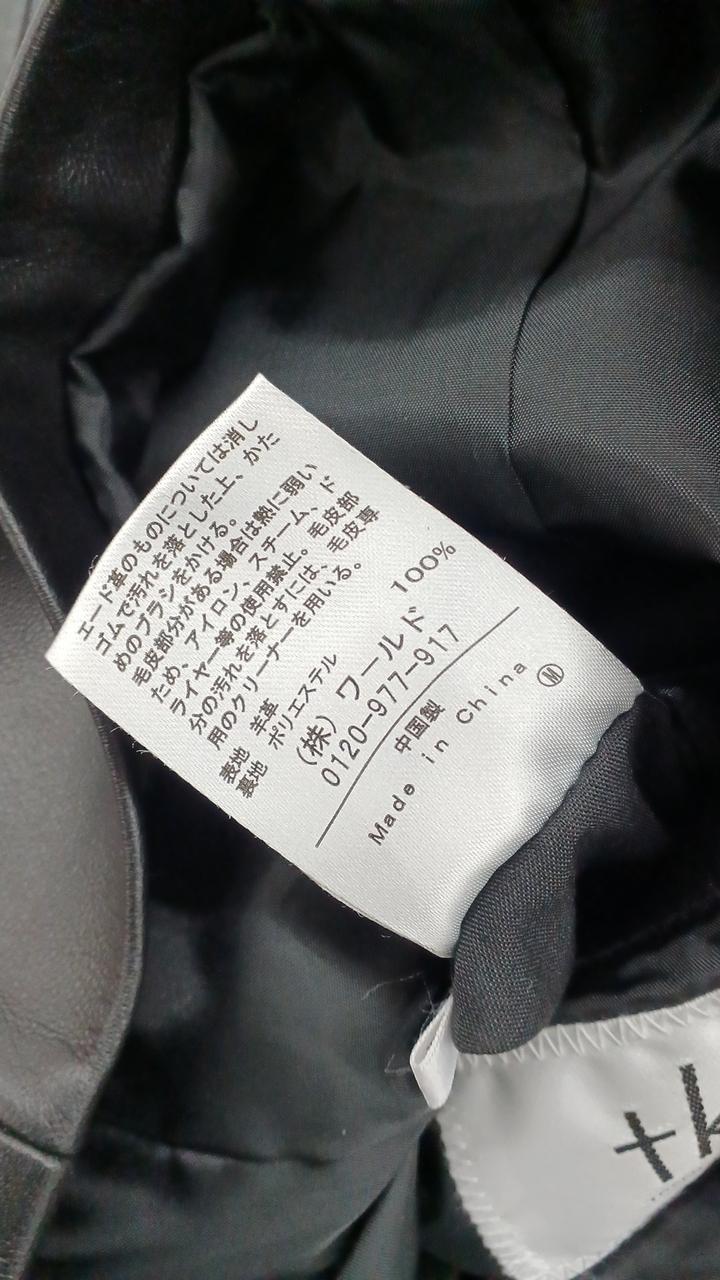 エード革のものについては消し
ゴムで汚れを落とした上、かた
めのブラシをかける。
毛皮部分がある場合は熱に弱い
ため、アイロン、スチーム、ド
ライヤー等の使用禁止。毛皮部
分の汚れを落とすには、毛皮専
用のクリーナーを用いる。
表地 羊革
裏地 ポリエステル 100%
(株) ワールド
0120-977-917
中国製
Made in China Ⓜ
tk